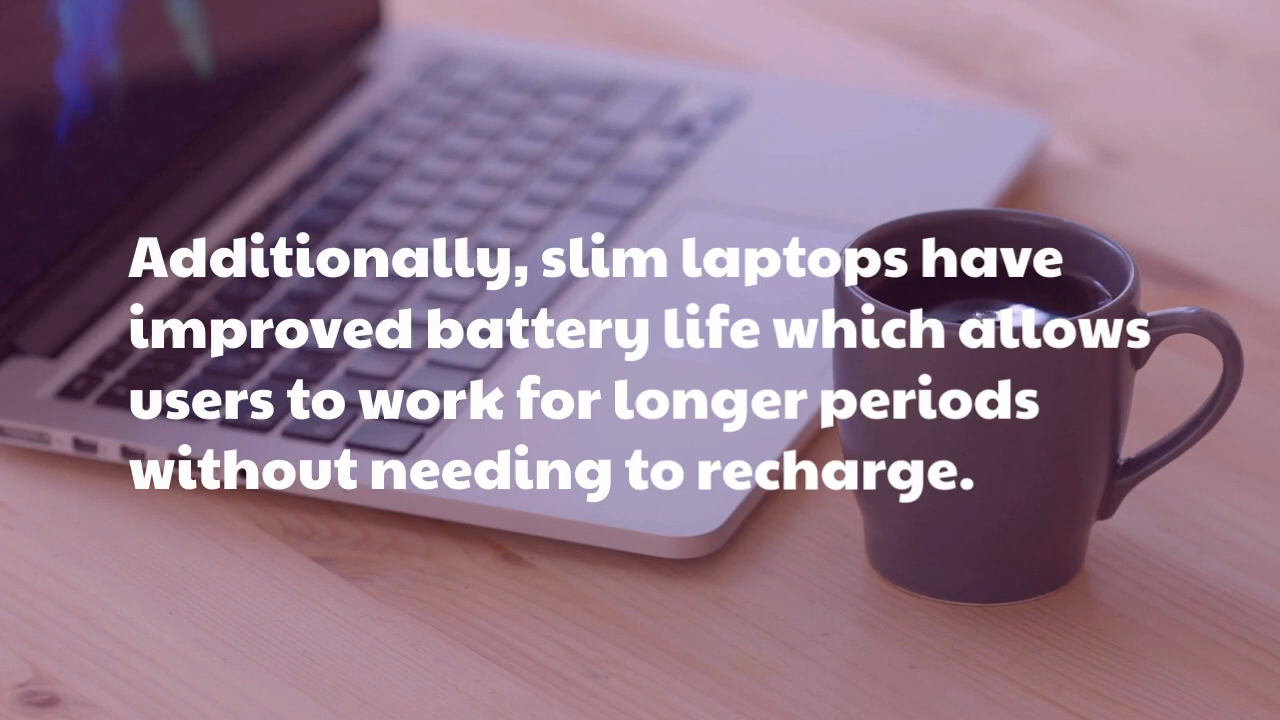 Additionally, slim laptops have
improved battery life which allows
users to work for longer periods
without needing to recharge.